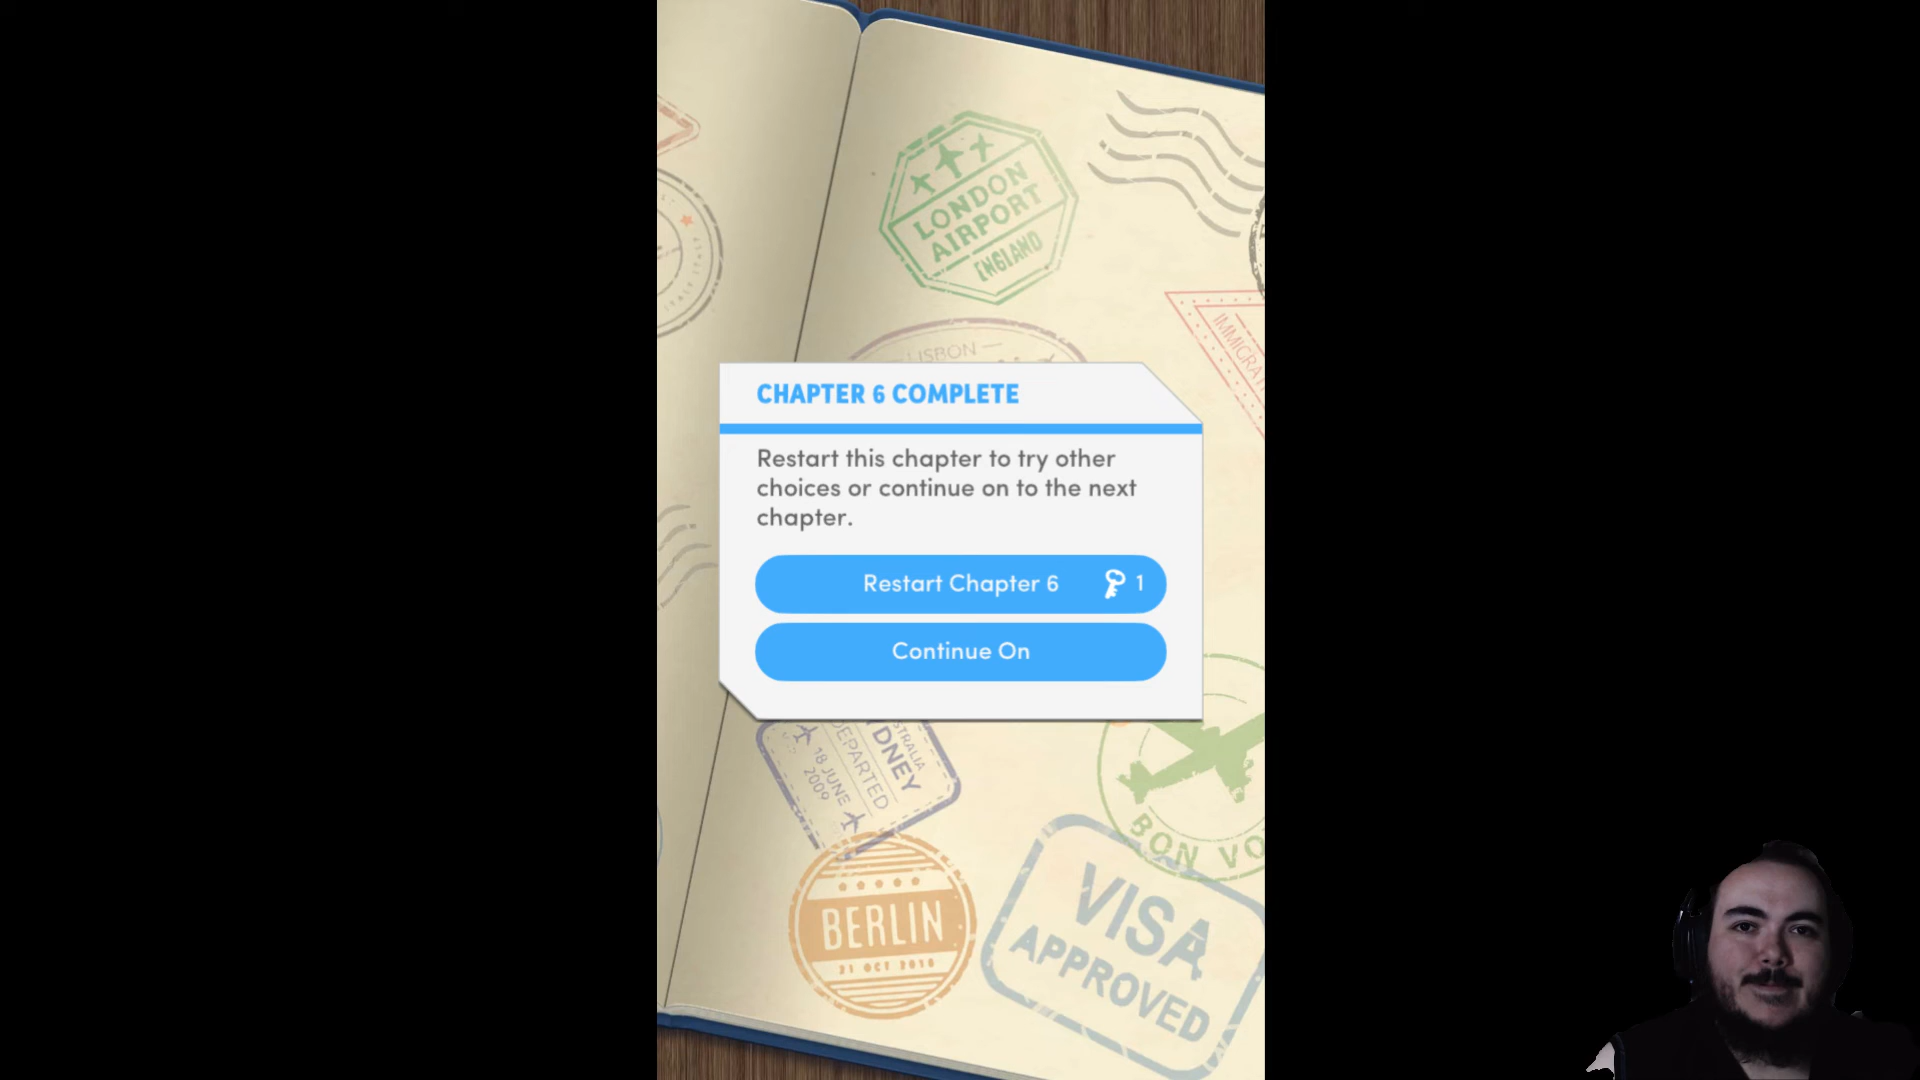 LONDON
AIRPORT
ENGLAND
LISBON
CHAPTER 6 COMPLETE
Restart this chapter to try other
choices or continue on to the next
chapter.
Restart Chapter 6 1
Continue On
DEPARTED
18 JUNE
2009
BON VO
BERLIN
VISA
APPROVED